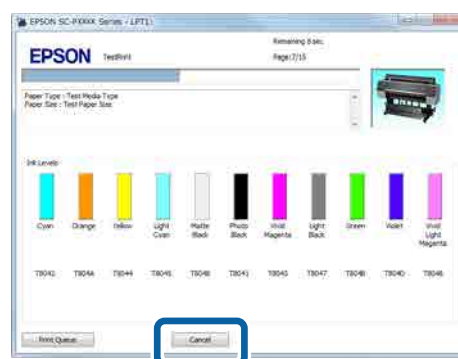 EPSON SC-PXXXX Series - LPT1:
EPSON TestPrint
Remaining 8 sec.
Page: 7/15
Paper Type : Test Media Type
Paper Size : Test Paper Size
Ink Levels
Cyan Orange Yellow Light Cyan Matte Black Photo Black Vivid Magenta Light Black Green Violet Vivid Light Magenta
Print Queue Cancel